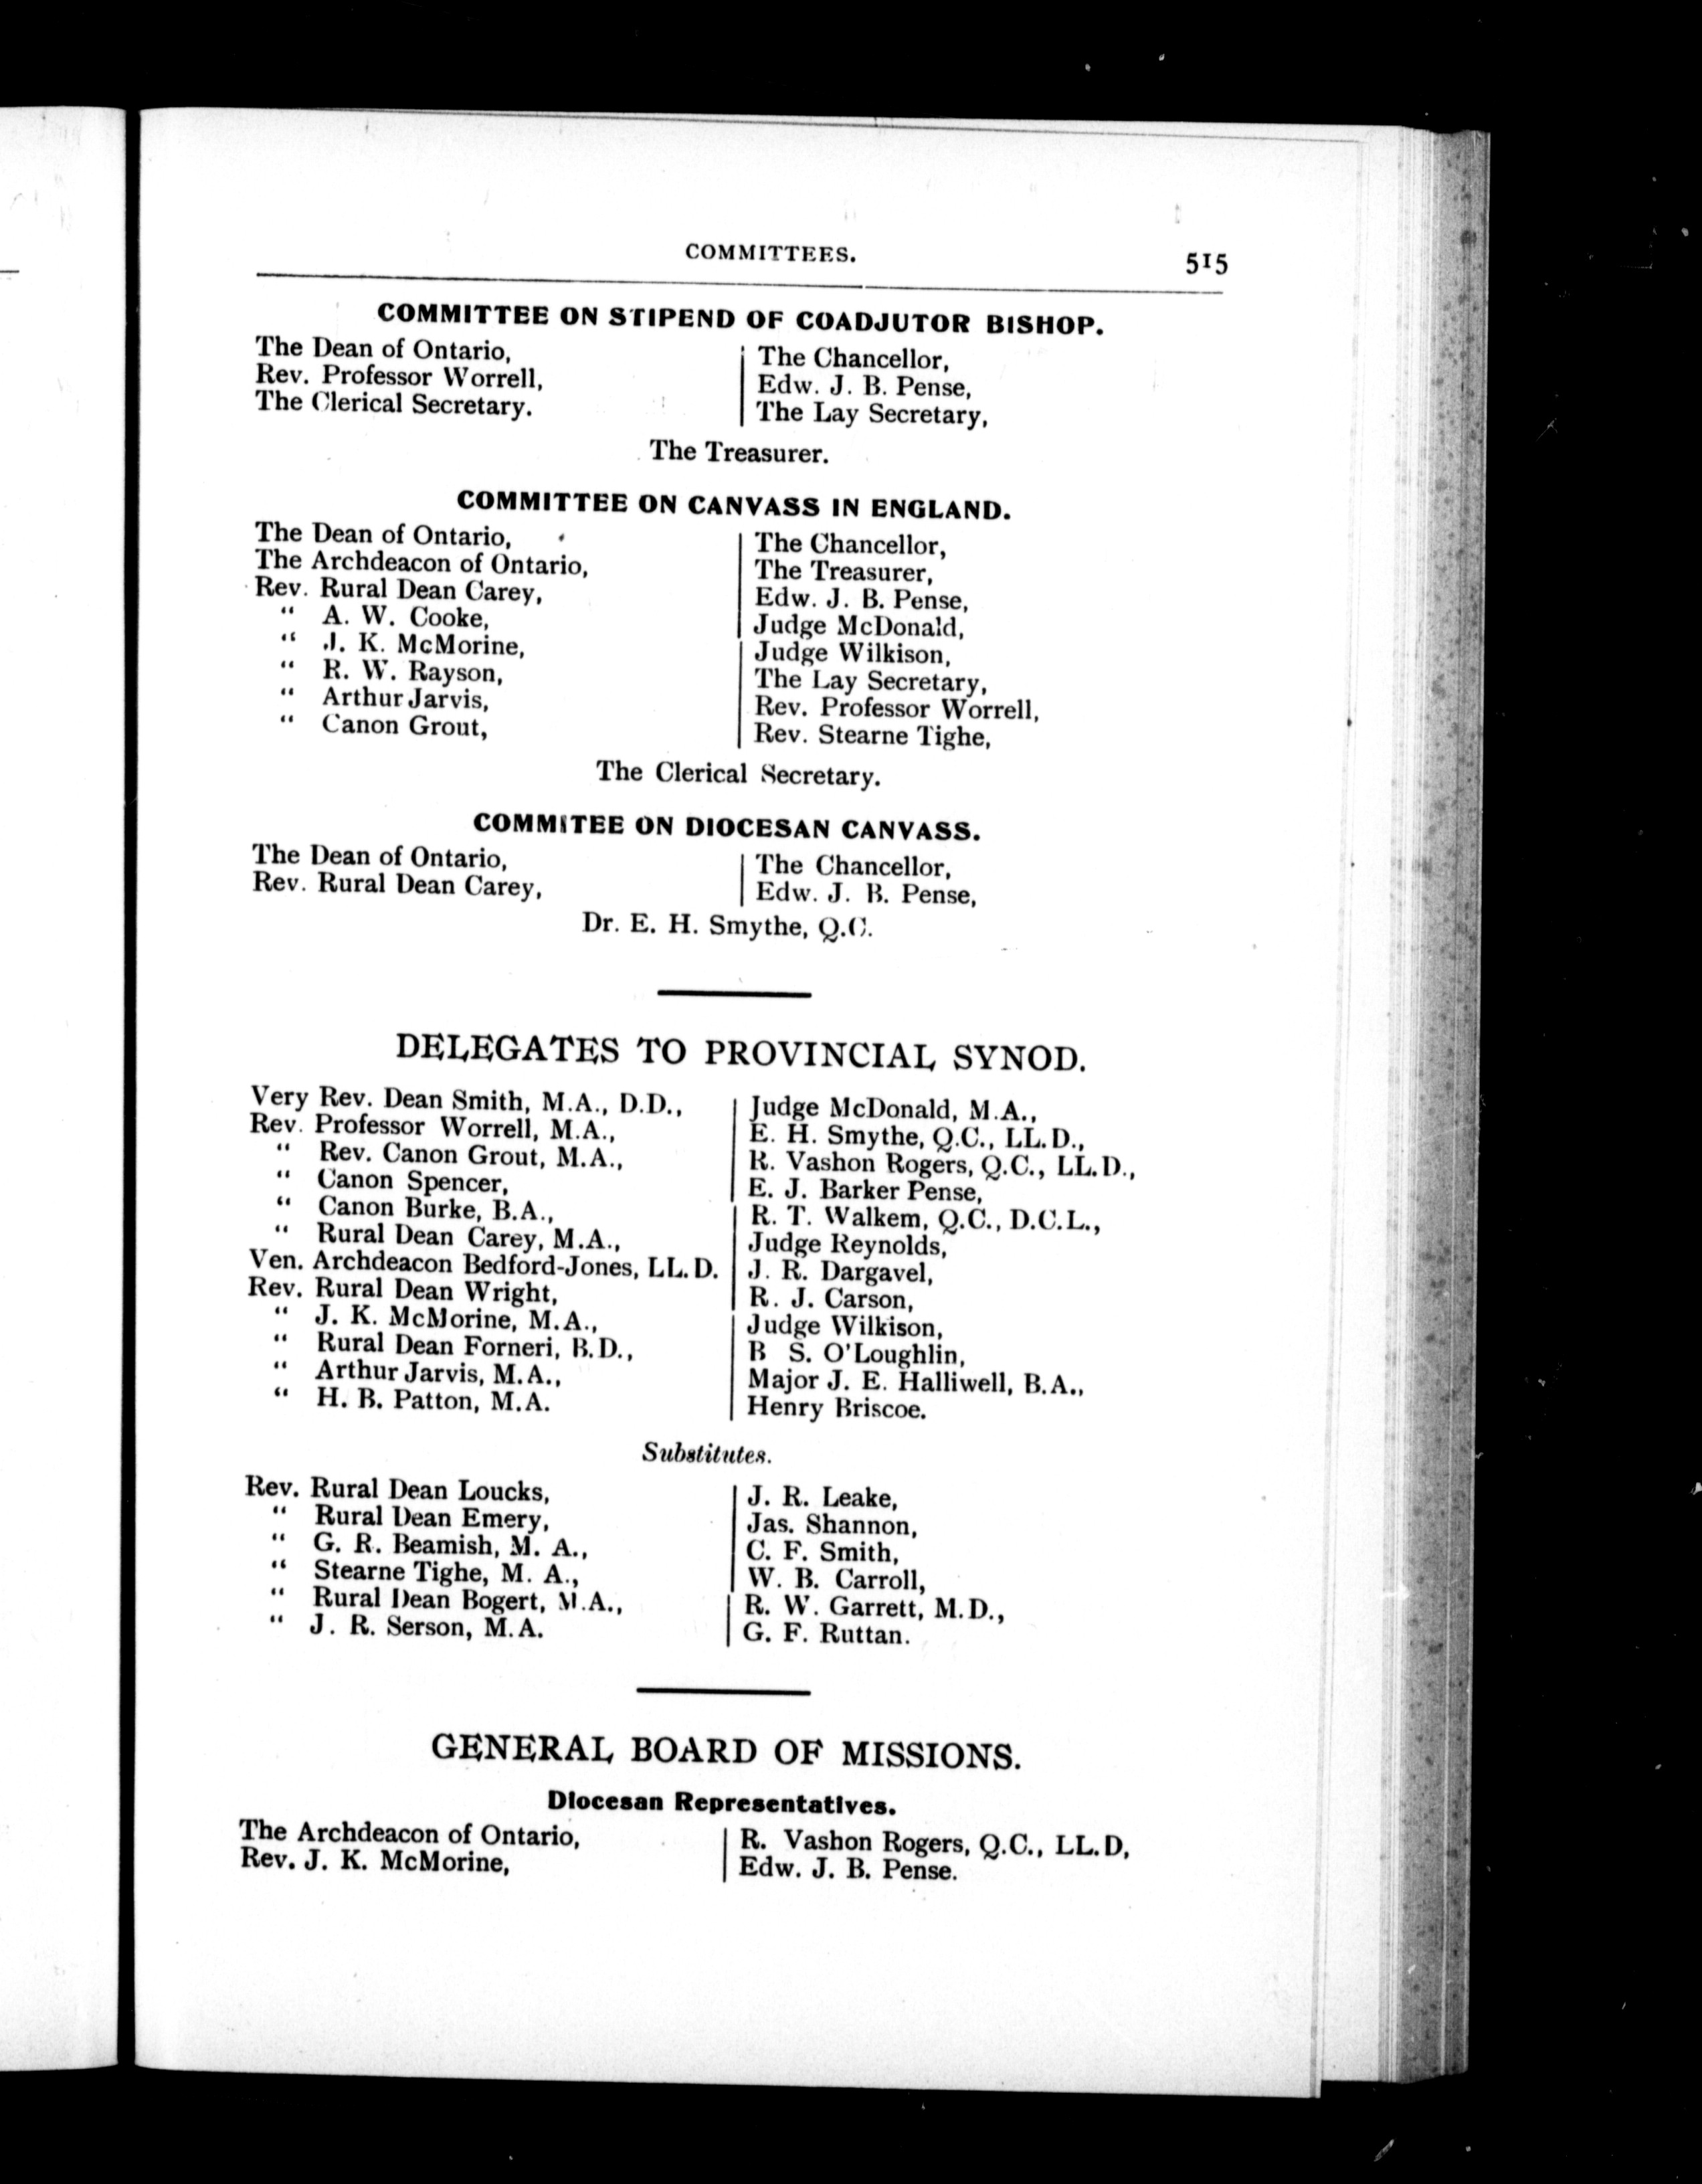 COMMITTEES.
515
COMMITTEE ON STIPEND OF COADJUTOR BISHOP.
The Dean of Ontario,
Rev. Professor Worrell,
The Clerical Secretary.
The Chancellor,
Edw. J. B. Pense,
The Lay Secretary,
The Treasurer.
COMMITTEE ON CANVASS IN ENGLAND.
The Dean of Ontario,
The Archdeacon of Ontario,
Rev. Rural Dean Carey,
" A. W. Cooke,
" J. K. McMorine,
" R. W. Rayson,
" Arthur Jarvis,
" Canon Grout,
The Chancellor,
The Treasurer,
Edw. J. B. Pense,
Judge McDonald,
Judge Wilkison,
The Lay Secretary,
Rev. Professor Worrell,
Rev. Stearne Tighe,
The Clerical Secretary.
COMMITEE ON DIOCESAN CANVASS.
The Dean of Ontario,
Rev. Rural Dean Carey,
The Chancellor,
Edw. J. B. Pense,
Dr. E. H. Smythe, Q.C.
DELEGATES TO PROVINCIAL SYNOD.
Very Rev. Dean Smith, M.A., D.D.,
Rev. Professor Worrell, M.A.,
" Rev. Canon Grout, M.A.,
" Canon Spencer,
" Canon Burke, B.A.,
" Rural Dean Carey, M.A.,
Ven. Archdeacon Bedford-Jones, LL.D.
Rev. Rural Dean Wright,
" J. K. McMorine, M.A.,
" Rural Dean Forneri, B.D.,
" Arthur Jarvis, M.A.,
" H. B. Patton, M.A.
Judge McDonald, M.A.,
E. H. Smythe, Q.C., LL.D.,
R. Vashon Rogers, Q.C., LL.D.,
E. J. Barker Pense,
R. T. Walkem, Q.C., D.C.L.,
Judge Reynolds,
J. R. Dargavel,
R. J. Carson,
Judge Wilkison,
B S. O'Loughlin,
Major J. E. Halliwell, B.A.,
Henry Briscoe.
Substitutes.
Rev. Rural Dean Loucks,
" Rural Dean Emery,
" G. R. Beamish, M. A.,
" Stearne Tighe, M. A.,
" Rural Dean Bogert, M.A.,
" J. R. Serson, M.A.
J. R. Leake,
Jas. Shannon,
C. F. Smith,
W. B. Carroll,
R. W. Garrett, M.D.,
G. F. Ruttan.
GENERAL BOARD OF MISSIONS.
Diocesan Representatives.
The Archdeacon of Ontario,
Rev. J. K. McMorine,
R. Vashon Rogers, Q.C., LL.D,
Edw. J. B. Pense.